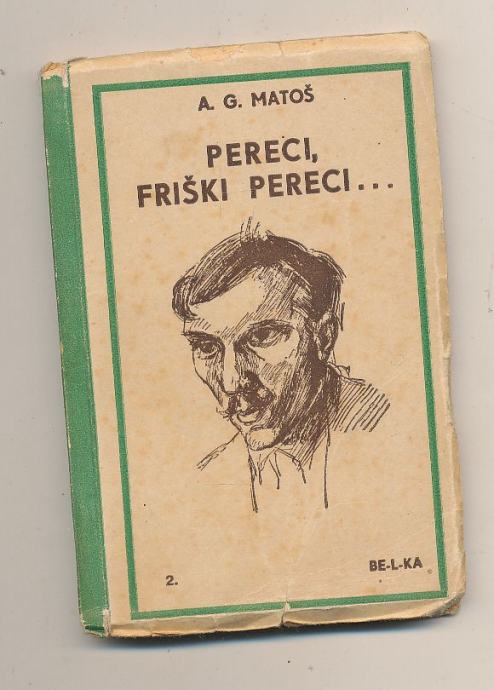 A. G. MATOŠ
PERECI,
FRIŠKI PERECI...
2.
BE-L-KA